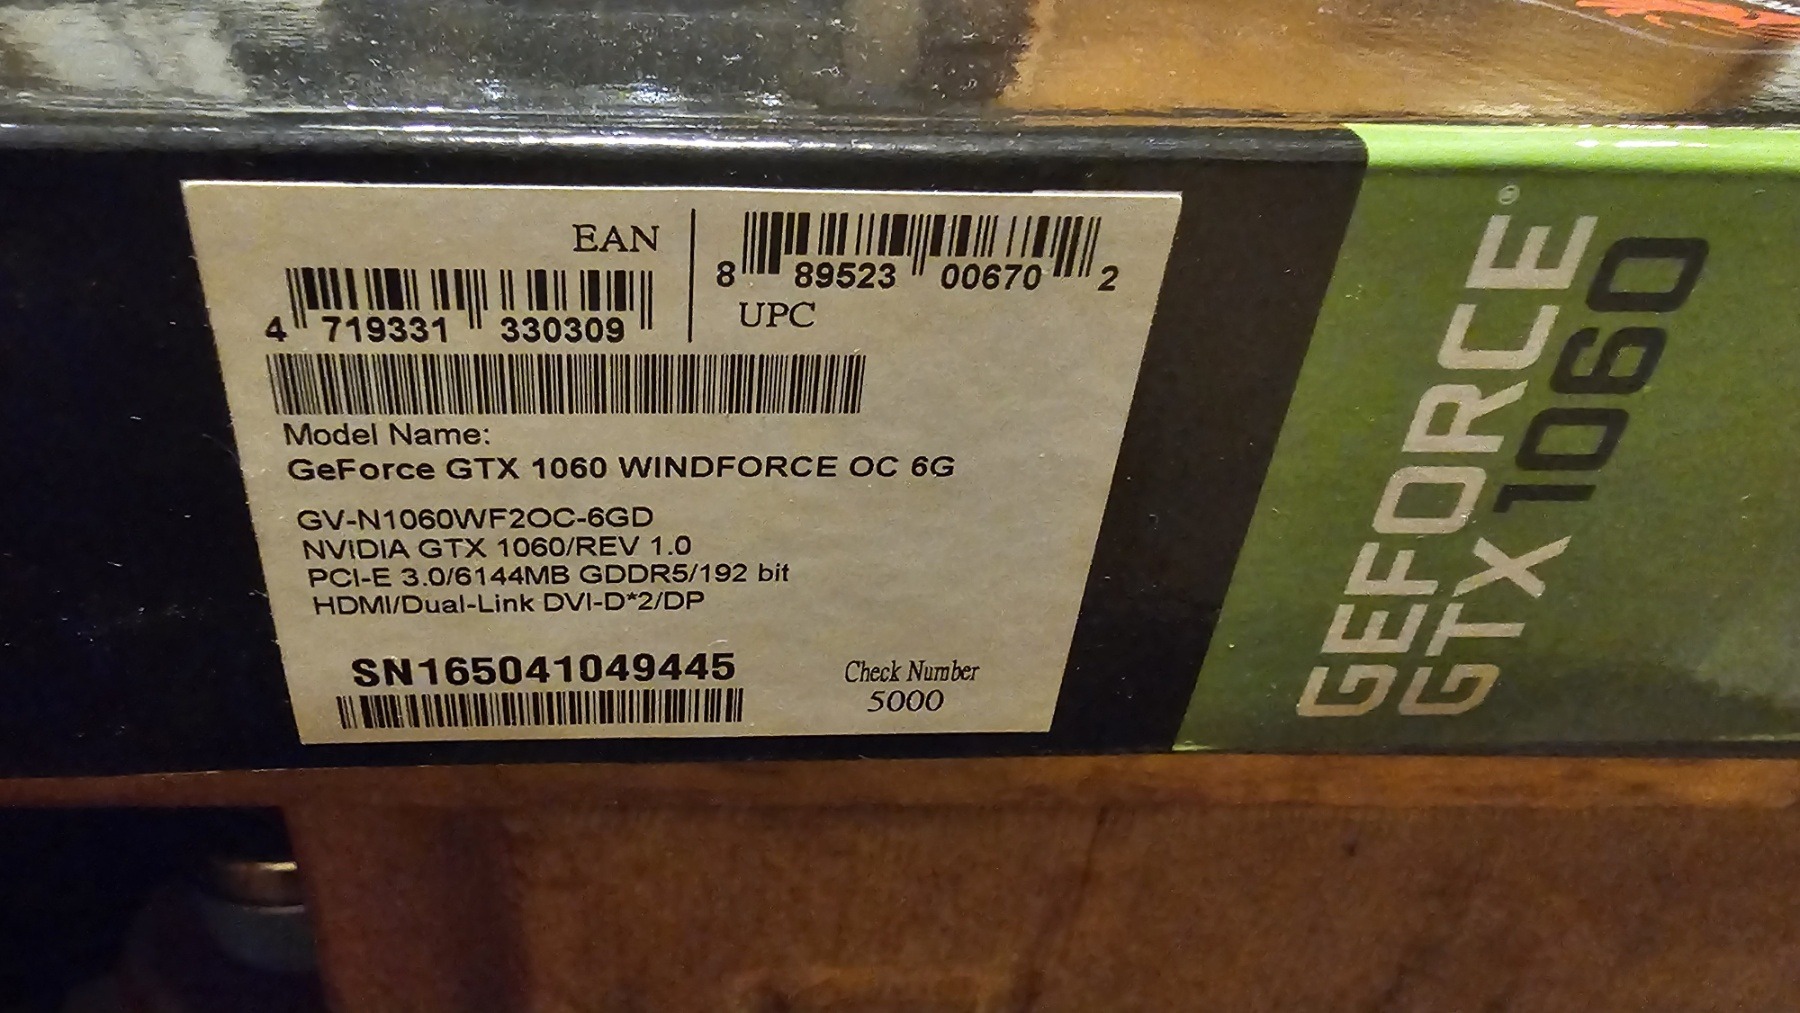 EAN
4 719331 330309
8 89523 00670 2
UPC
Model Name:
GeForce GTX 1060 WINDFORCE OC 6G
GV-N1060WF2OC-6GD
NVIDIA GTX 1060/REV 1.0
PCI-E 3.0/6144MB GDDR5/192 bit
HDMI/Dual-Link DVI-D*2/DP
SN165041049445
Check Number
5000
GEFORCE®
GTX 1060